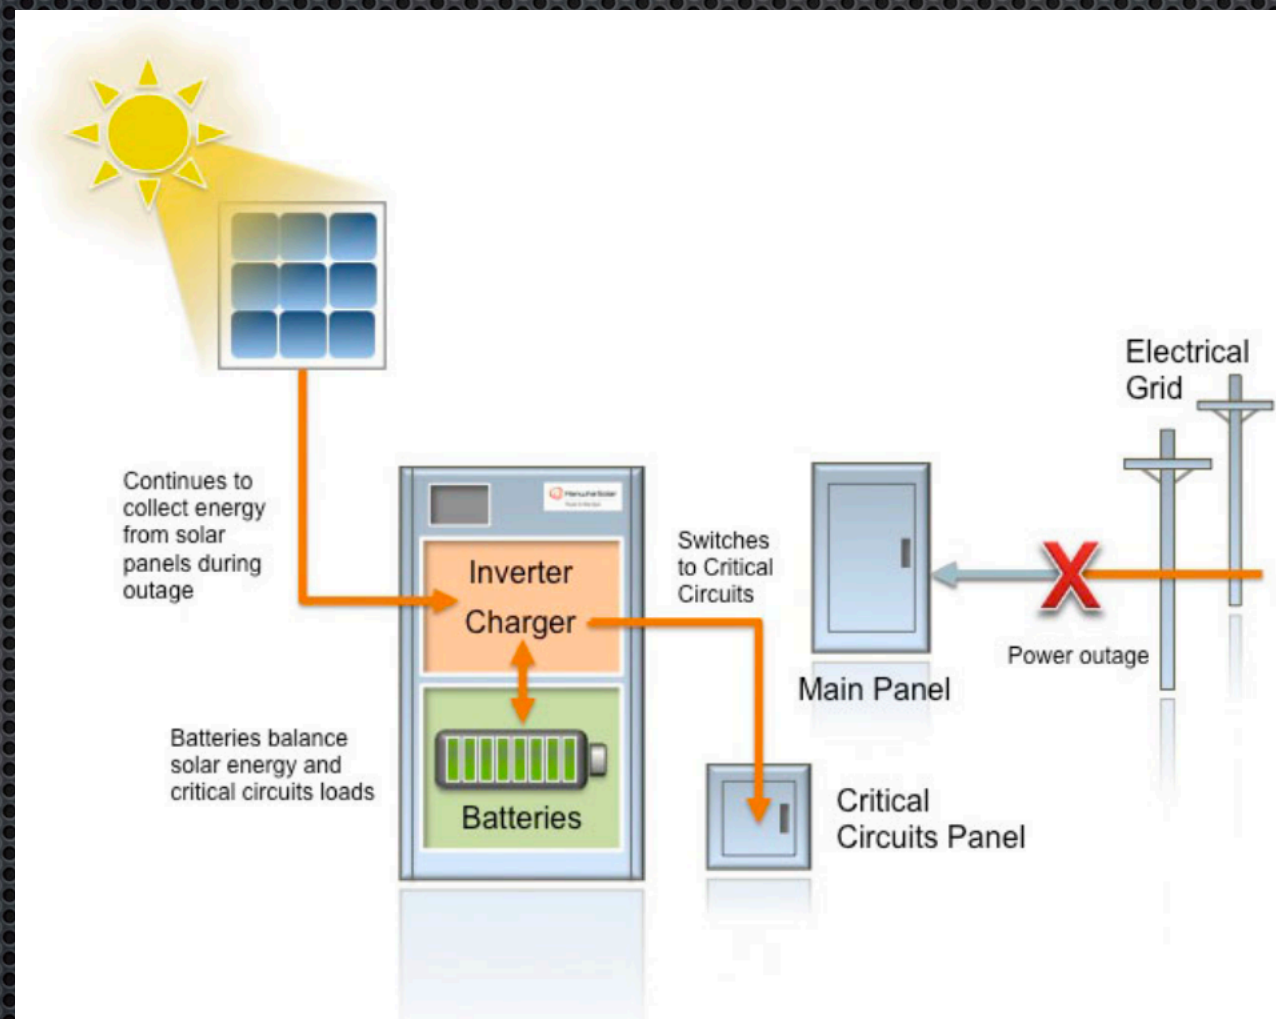 Electrical
Grid
Continues to
collect energy
from solar
panels during
outage
Switches
to Critical
Circuits
Inverter
Charger
Power outage
Main Panel
Batteries balance
solar energy and
critical circuits loads
Batteries
Critical
Circuits Panel